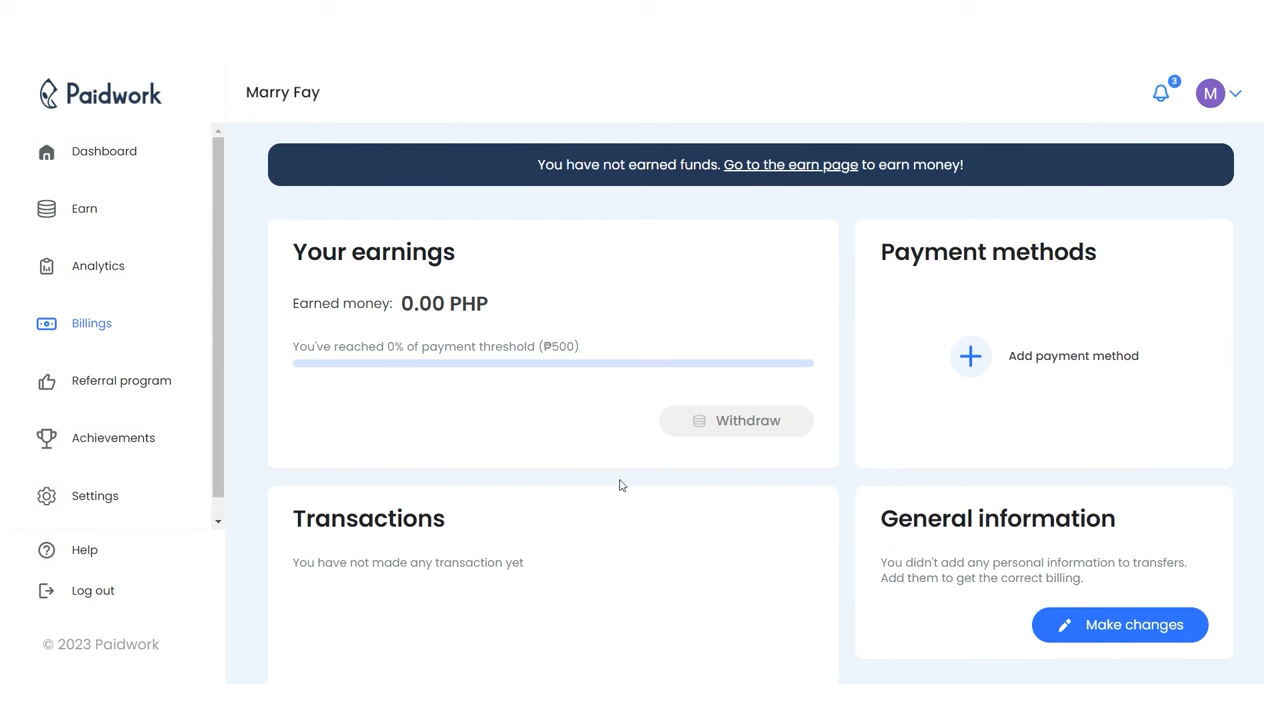 Paidwork
Marry Fay
3
M
Dashboard
Earn
Analytics
Billings
Referral program
Achievements
Settings
Help
Log out
© 2023 Paidwork
You have not earned funds. Go to the earn page to earn money!
Your earnings
Earned money: 0.00 PHP
You've reached 0% of payment threshold (₱500)
Withdraw
Payment methods
Add payment method
Transactions
You have not made any transaction yet
General information
You didn't add any personal information to transfers.
Add them to get the correct billing.
Make changes